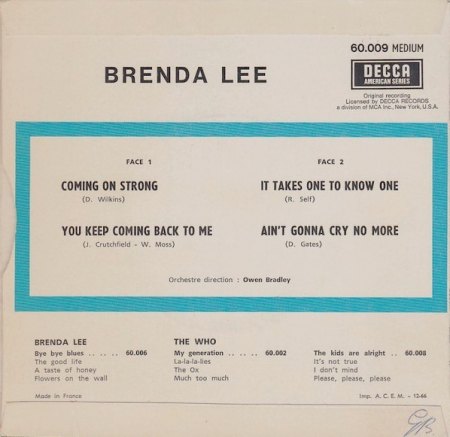 60.009 MEDIUM
BRENDA LEE
DECCA
AMERICAN SERIES
Original recording
Licensed by DECCA RECORDS
a division of MCA Inc., New York, U.S.A.
FACE 1
COMING ON STRONG
(D. Wilkins)
YOU KEEP COMING BACK TO ME
(J. Crutchfield - W. Moss)
FACE 2
IT TAKES ONE TO KNOW ONE
(R. Self)
AIN'T GONNA CRY NO MORE
(D. Gates)
Orchestre direction : Owen Bradley
BRENDA LEE
Bye bye blues .. .. .. 60.006
The good life
A taste of honey
Flowers on the wall
THE WHO
My generation .. .. .. 60.002
La-la-la-lies
The Ox
Much too much
The kids are alright .. 60.008
It's not true
I don't mind
Please, please, please
Made in France
Imp. A. C. E. M. - 12-66